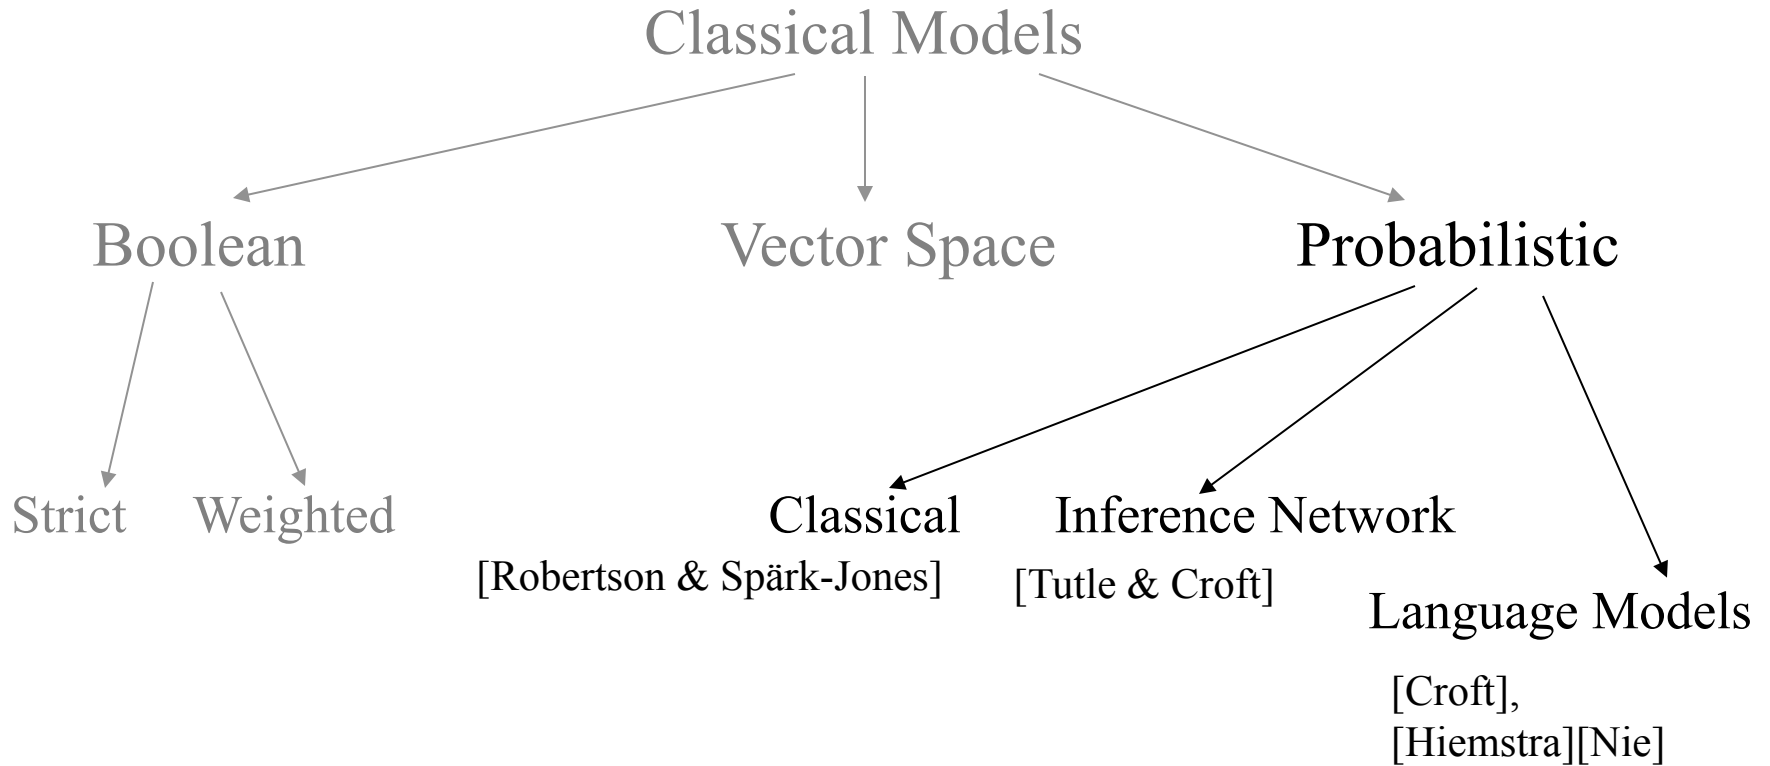 Classical Models
Boolean
Vector Space
Probabilistic
Strict
Weighted
Classical
Inference Network
[Robertson & Spärk-Jones]
[Tutle & Croft]
Language Models
[Croft],
[Hiemstra][Nie]